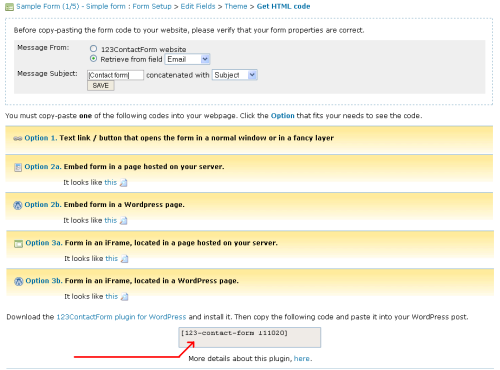 Sample Form (1/5) - Simple form : Form Setup > Edit Fields > Theme > Get HTML code
Before copy-pasting the form code to your website, please verify that your form properties are correct.
Message From: 123ContactForm website
Retrieve from field Email
Message Subject: [Contact form] concatenated with Subject
SAVE
You must copy-paste one of the following codes into your webpage. Click the Option that fits your needs to see the code.
Option 1. Text link / button that opens the form in a normal window or in a fancy layer
Option 2a. Embed form in a page hosted on your server.
It looks like this
Option 2b. Embed form in a Wordpress page.
It looks like this
Option 3a. Form in an iFrame, located in a page hosted on your server.
It looks like this
Option 3b. Form in an iFrame, located in a WordPress page.
It looks like this
Download the 123ContactForm plugin for WordPress and install it. Then copy the following code and paste it into your WordPress post.
[123-contact-form i11020]
More details about this plugin, here.